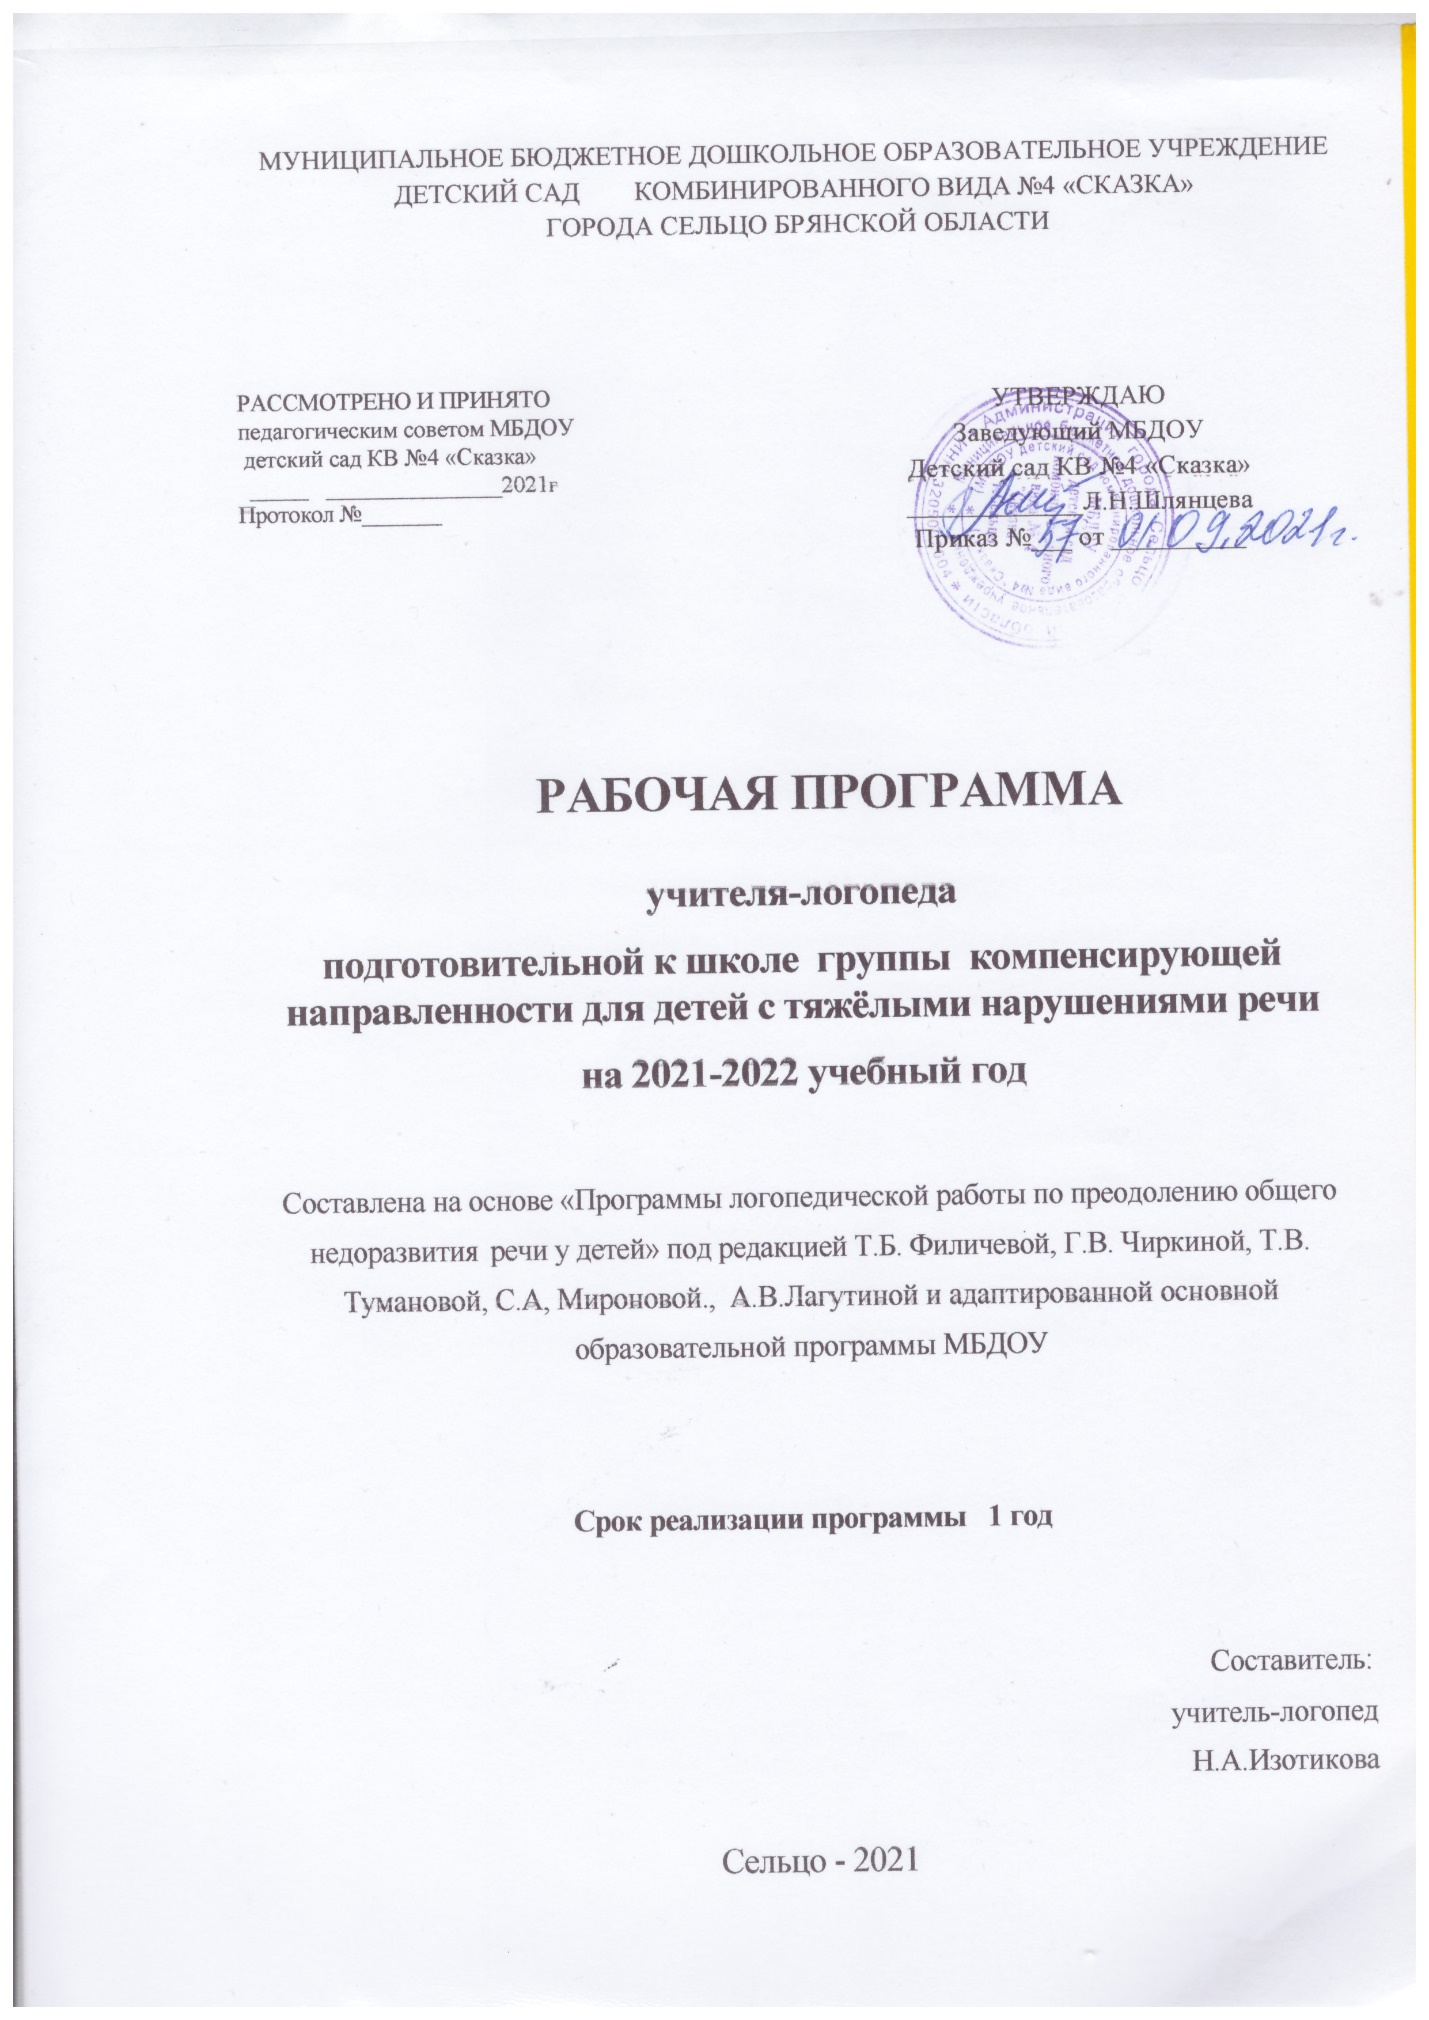 МУНИЦИПАЛЬНОЕ БЮДЖЕТНОЕ ДОШКОЛЬНОЕ ОБРАЗОВАТЕЛЬНОЕ УЧРЕЖДЕНИЕ
ДЕТСКИЙ САД КОМБИНИРОВАННОГО ВИДА №4 «СКАЗКА»
ГОРОДА СЕЛЬЦО БРЯНСКОЙ ОБЛАСТИ
РАССМОТРЕНО И ПРИНЯТО
педагогическим советом МБДОУ
детский сад КВ №4 «Сказка»
_____ ________________2021г
Протокол №_______
УТВЕРЖДАЮ
Заведующий МБДОУ
Детский сад КВ №4 «Сказка»
Л.Н.Шлянцева
Приказ № 57 от 01.09.2021г.
РАБОЧАЯ ПРОГРАММА
учителя-логопеда
подготовительной к школе группы компенсирующей
направленности для детей с тяжёлыми нарушениями речи
на 2021-2022 учебный год
Составлена на основе «Программы логопедической работы по преодолению общего
недоразвития речи у детей» под редакцией Т.Б. Филичевой, Г.В. Чиркиной, Т.В.
Тумановой, С.А, Мироновой., А.В.Лагутиной и адаптированной основной
образовательной программы МБДОУ
Срок реализации программы 1 год
Составитель:
учитель-логопед
Н.А.Изотикова
Сельцо - 2021